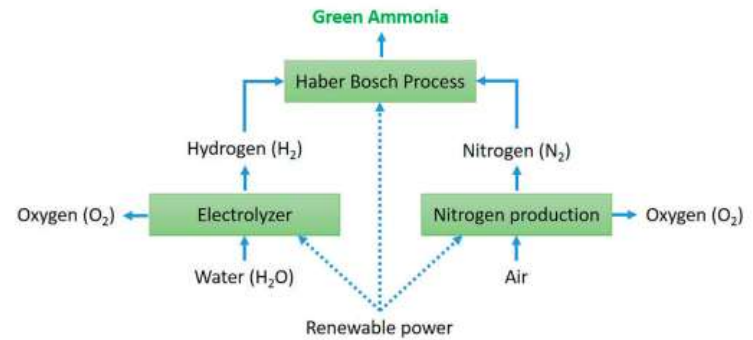 Green Ammonia
Haber Bosch Process
Hydrogen (H₂)
Nitrogen (N₂)
Oxygen (O₂)
Electrolyzer
Nitrogen production
Oxygen (O₂)
Water (H₂O)
Air
Renewable power